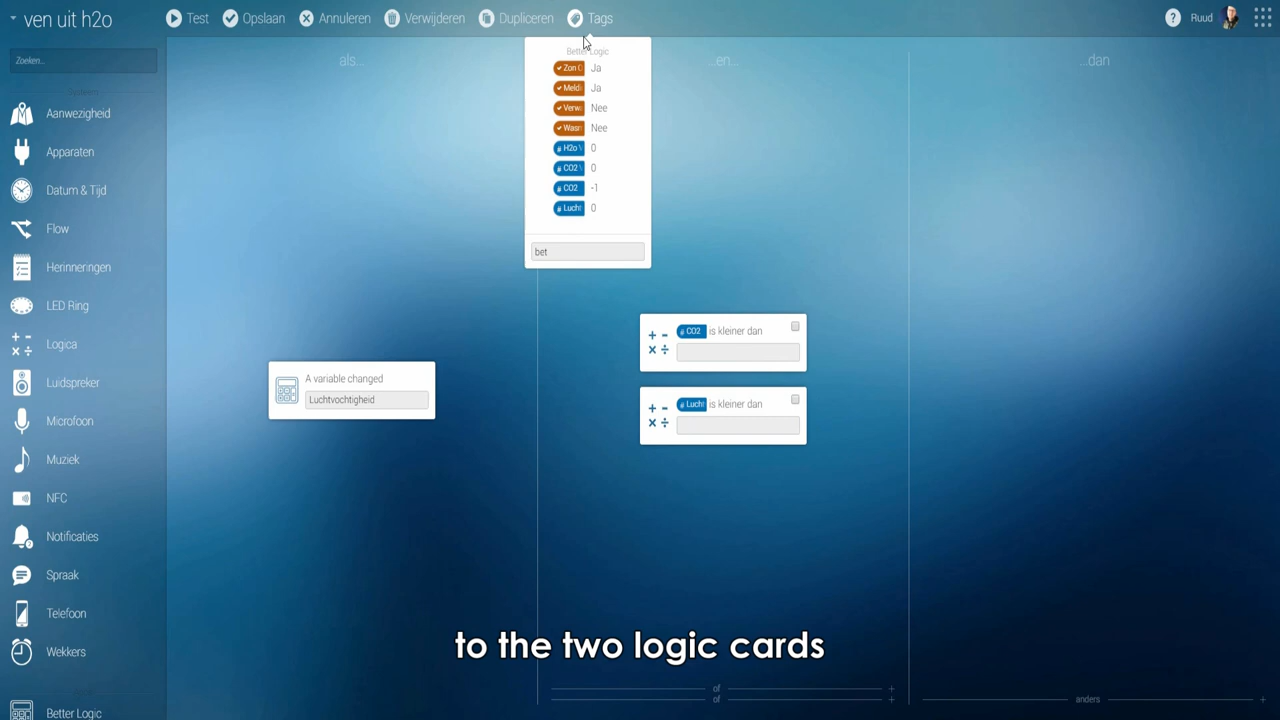 ven uit h2o
Test
Opslaan
Annuleren
Verwijderen
Dupliceren
Tags
?
Ruud
Zoeken...
als...
...en...
...dan
Better Logic
Zon Ja
Meld Ja
Verw Nee
Wasm Nee
H2o 0
CO2 0
CO2 -1
Lucht 0
bet
Aanwezigheid
Apparaten
Datum & Tijd
Flow
Herinneringen
LED Ring
Logica
Luidspreker
Microfoon
Muziek
NFC
Notificaties
Spraak
Telefoon
Wekkers
Better Logic
A variable changed
Luchtvochtigheid
# CO2 is kleiner dan
# Lucht is kleiner dan
to the two logic cards
of
of
anders